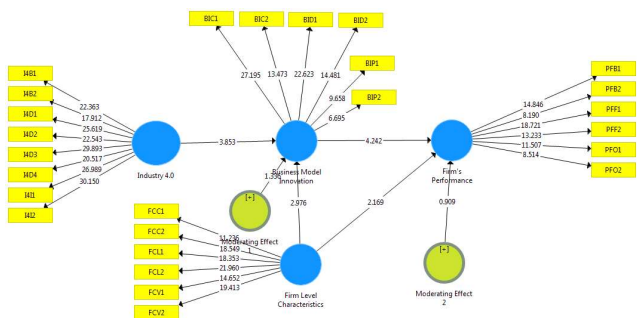 BIC1
BIC2
BID1
BID2
BIP1
BIP2
27.195
13.473
22.623
14.481
9.658
6.695
I4B1
I4B2
I4D1
I4D2
I4D3
I4D4
I4I1
I4I2
22.363
17.912
25.619
22.543
29.893
20.517
26.989
30.150
Industry 4.0
3.853
Business Model
Innovation
4.242
Firm's
Performance
14.846
8.190
18.721
13.233
11.507
8.514
PFB1
PFB2
PFF1
PFF2
PFO1
PFO2
[+]
Moderating Effect
1
2.976
2.169
0.909
FCC1
FCC2
FCL1
FCL2
FCV1
FCV2
11.236
18.549
18.353
21.960
14.652
19.413
Firm Level
Characteristics
[+]
Moderating Effect
2